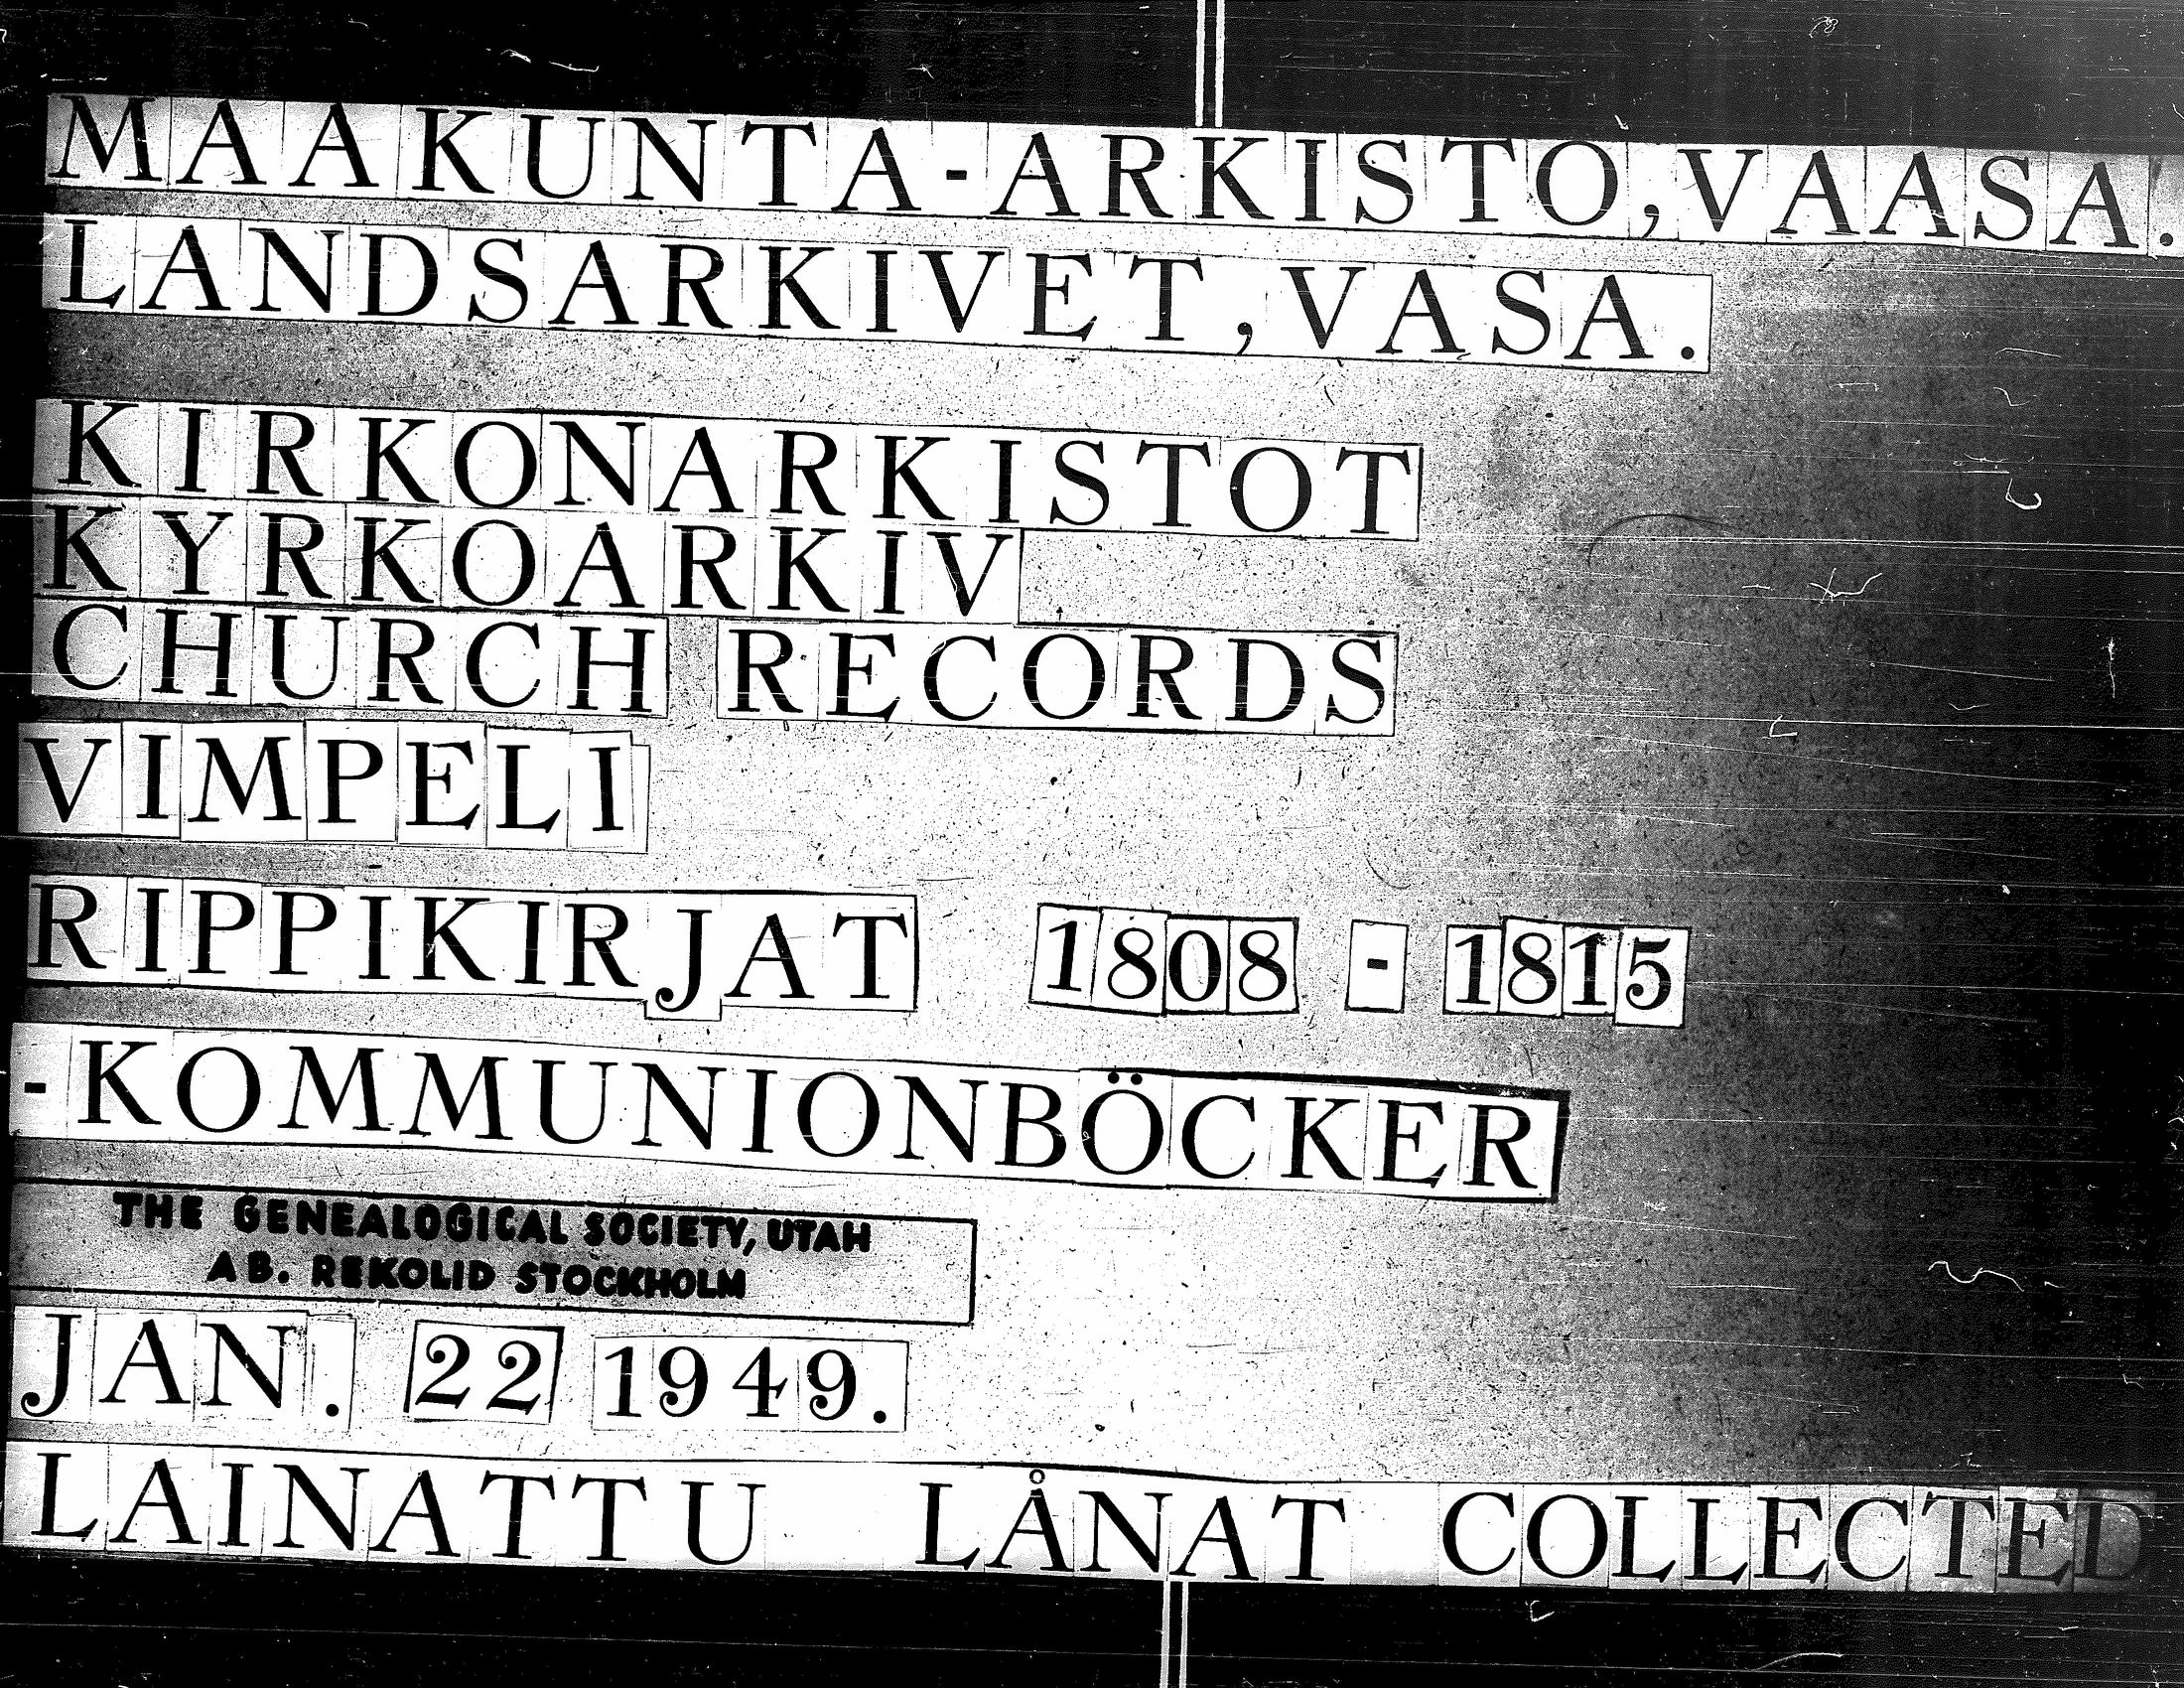 MAAKUNTA-ARKISTO, VAASA.
LANDSARKIVET, VASA.
KIRKONARKISTOT
KYRKOARKIV
CHURCH RECORDS
VIMPELI
RIPPIKIRJAT 1808 - 1815
-KOMMUNIONBÖCKER
THE GENEALOGICAL SOCIETY, UTAH
AB. REKOLID STOCKHOLM
JAN. 22 1949.
LAINATTU LÅNAT COLLECTED